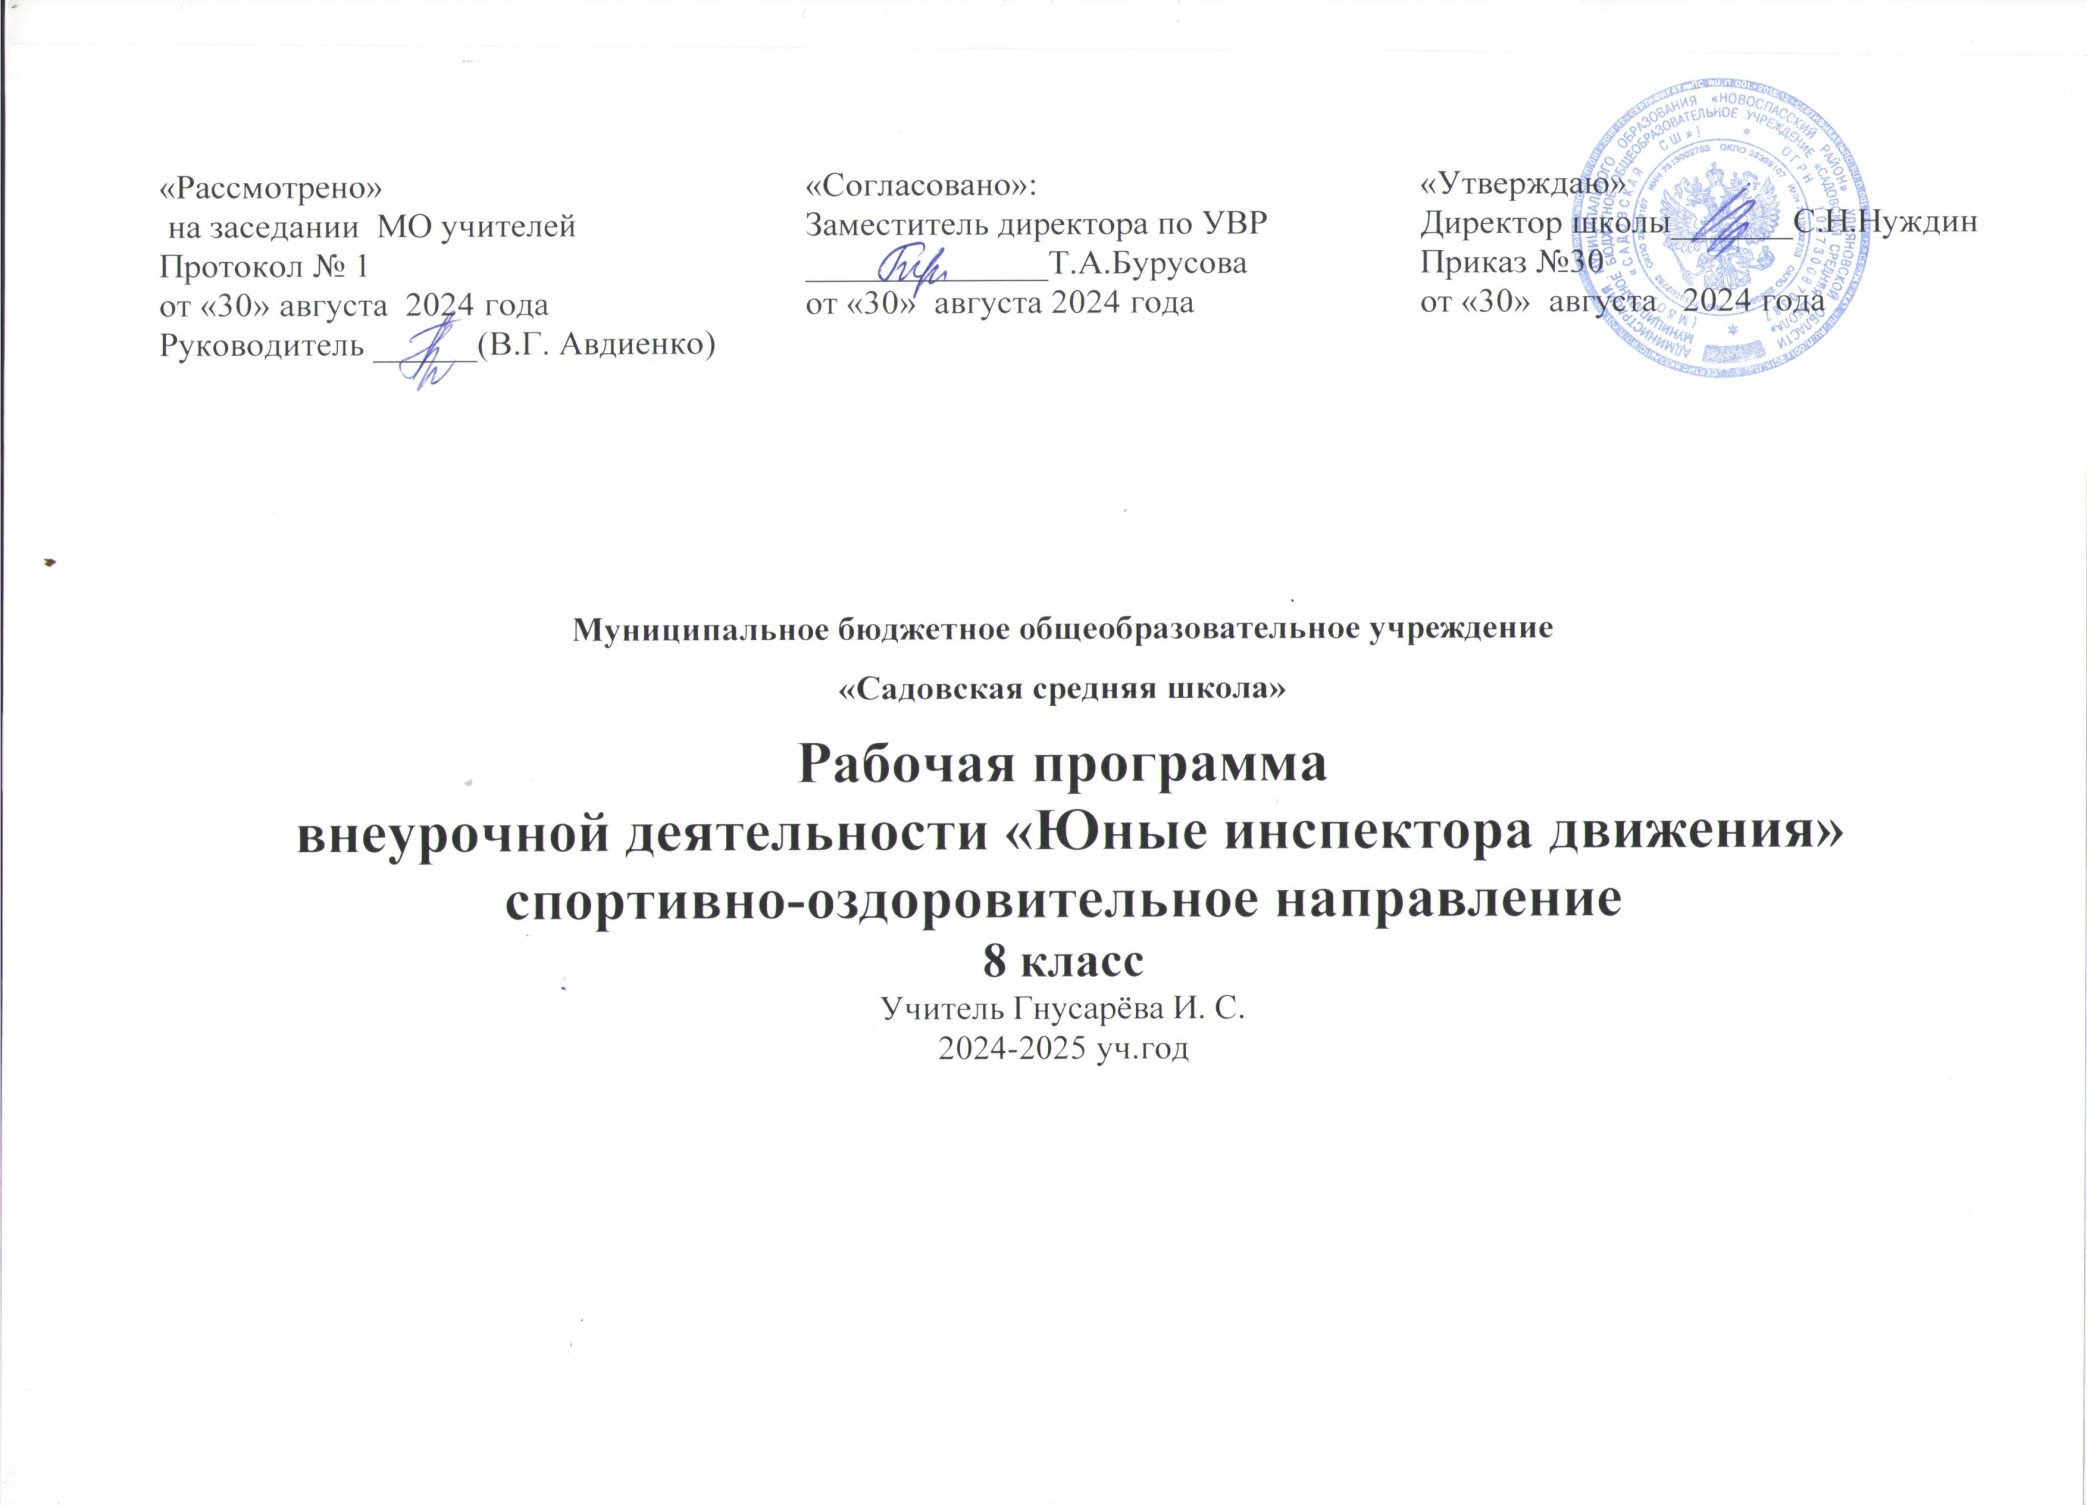 «Рассмотрено»
на заседании МО учителей
Протокол № 1
от «30» августа 2024 года
Руководитель ______(В.Г. Авдиенко)
«Согласовано»:
Заместитель директора по УВР
______________Т.А.Бурусова
от «30» августа 2024 года
«Утверждаю»
Директор школы_______С.Н.Нуждин
Приказ №30
от «30» августа 2024 года
Муниципальное бюджетное общеобразовательное учреждение
«Садовская средняя школа»
Рабочая программа
внеурочной деятельности «Юные инспектора движения»
спортивно-оздоровительное направление
8 класс
Учитель Гнусарёва И. С.
2024-2025 уч.год